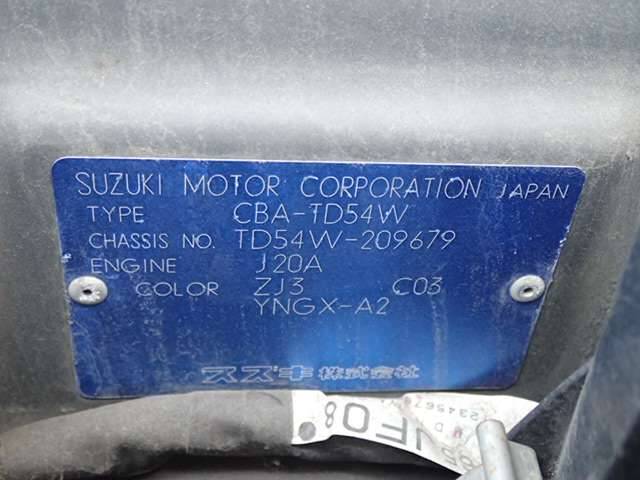 SUZUKI MOTOR CORPORATION JAPAN
TYPE CBA-TD54W
CHASSIS NO. TD54W-209679
ENGINE J20A
COLOR ZJ3 C03
YNGX-A2
スズキ株式会社